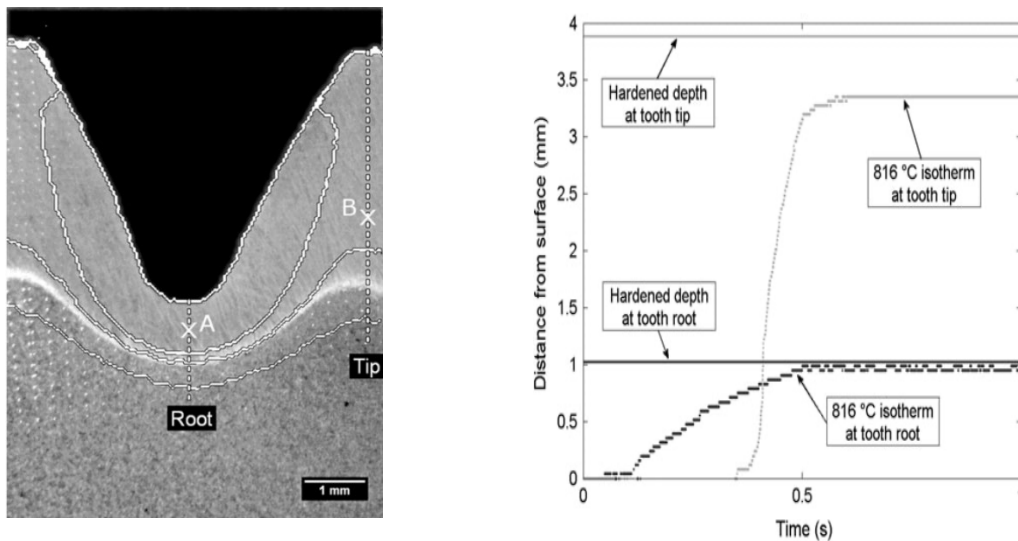 B
A
Tip
Root
1 mm
4
3.5
3
2.5
2
1.5
1
0.5
0
Distance from surface (mm)
Hardened depth
at tooth tip
816 °C isotherm
at tooth tip
Hardened depth
at tooth root
816 °C isotherm
at tooth root
0
0.5
Time (s)